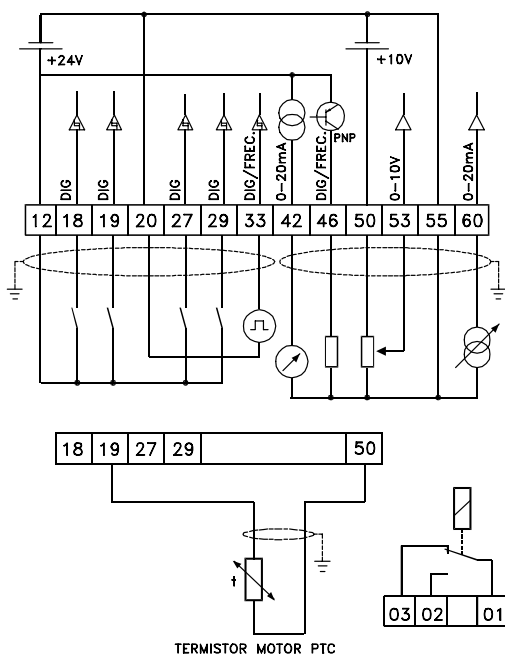 +24V
+10V
DIG
DIG
DIG
DIG
DIG/FREC.
0-20mA
DIG/FREC.
PNP
0-10V
0-20mA
12 18 19 20 27 29 33 42 46 50 53 55 60
18 19 27 29 50
t
03 02 01
TERMISTOR MOTOR PTC